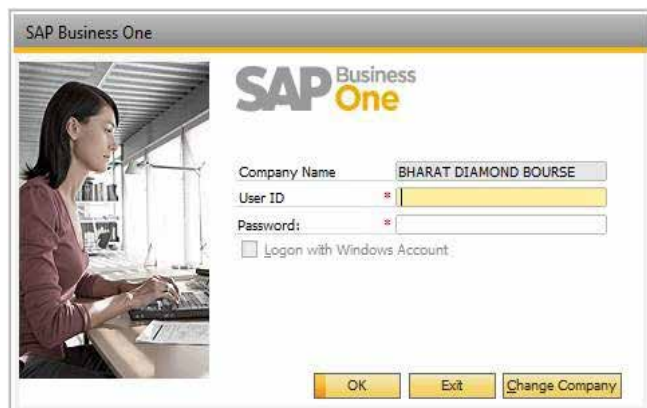 SAP Business One
SAP Business
One
Company Name BHARAT DIAMOND BOURSE
User ID *
Password: *
Logon with Windows Account
OK Exit Change Company